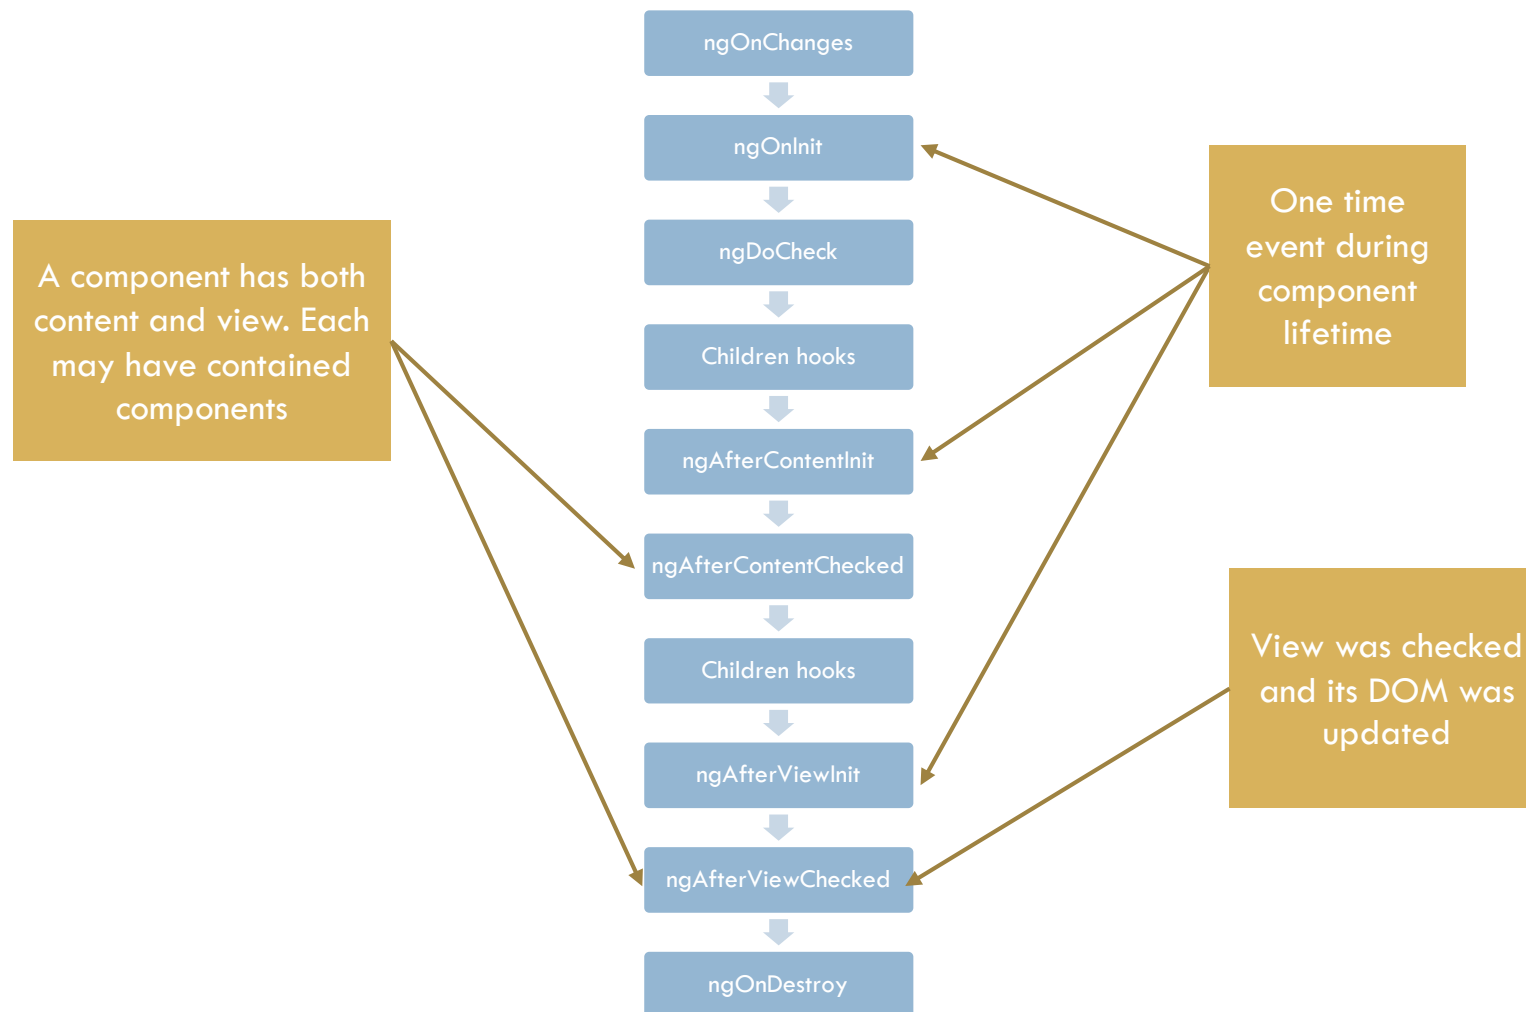 ngOnChanges
ngOnInit
ngDoCheck
Children hooks
ngAfterContentInit
ngAfterContentChecked
Children hooks
ngAfterViewInit
ngAfterViewChecked
ngOnDestroy
A component has both
content and view. Each
may have contained
components
One time
event during
component
lifetime
View was checked
and its DOM was
updated